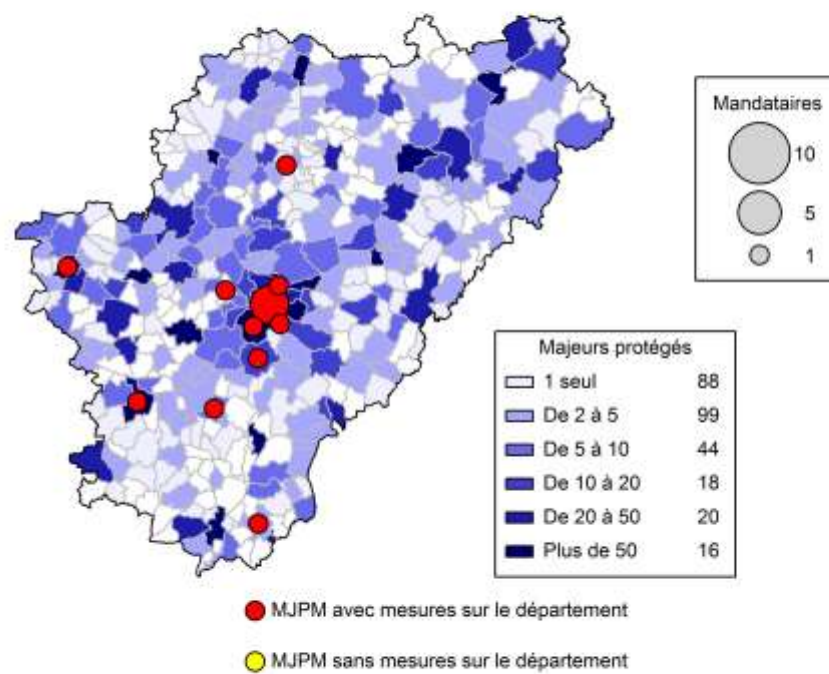 Mandataires
10
5
1
Majeurs protégés
1 seul 88
De 2 à 5 99
De 5 à 10 44
De 10 à 20 18
De 20 à 50 20
Plus de 50 16
MJPM avec mesures sur le département
MJPM sans mesures sur le département